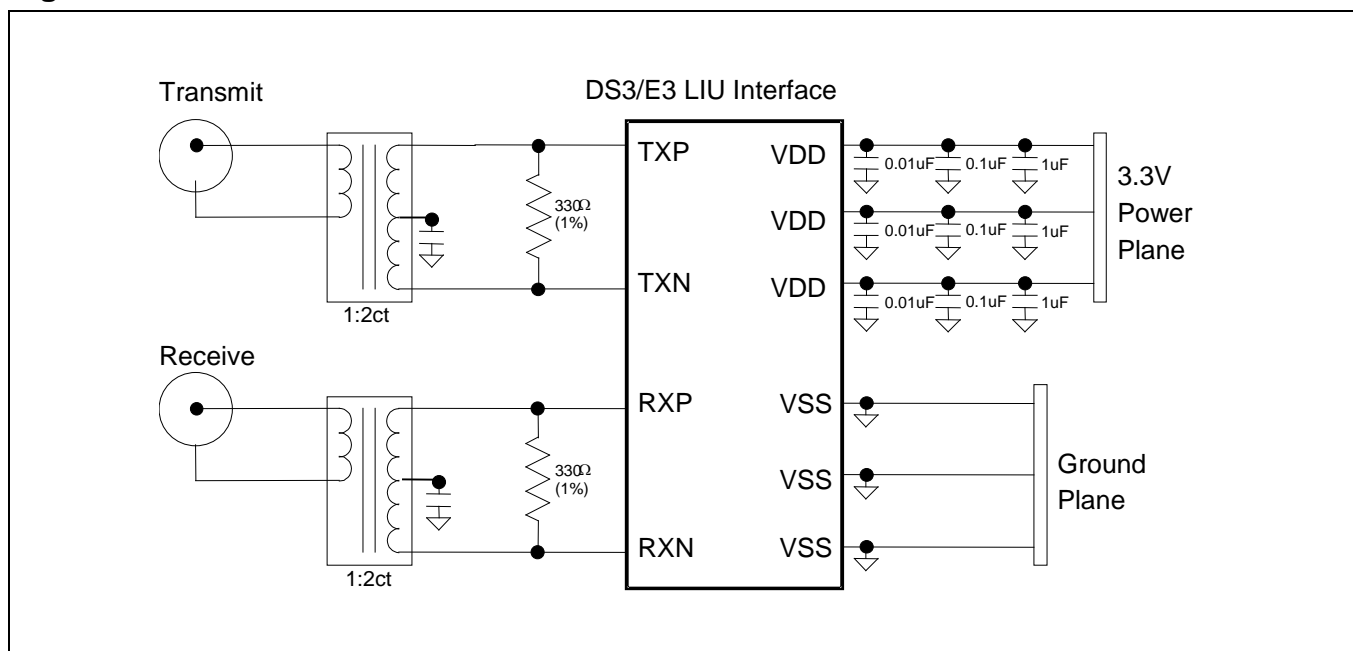 Transmit
DS3/E3 LIU Interface
TXP
VDD
0.01uF
0.1uF
1uF
3.3V
Power
Plane
330Ω
(1%)
VDD
0.01uF
0.1uF
1uF
TXN
VDD
0.01uF
0.1uF
1uF
1:2ct
Receive
RXP
VSS
330Ω
(1%)
VSS
Ground
Plane
RXN
VSS
1:2ct